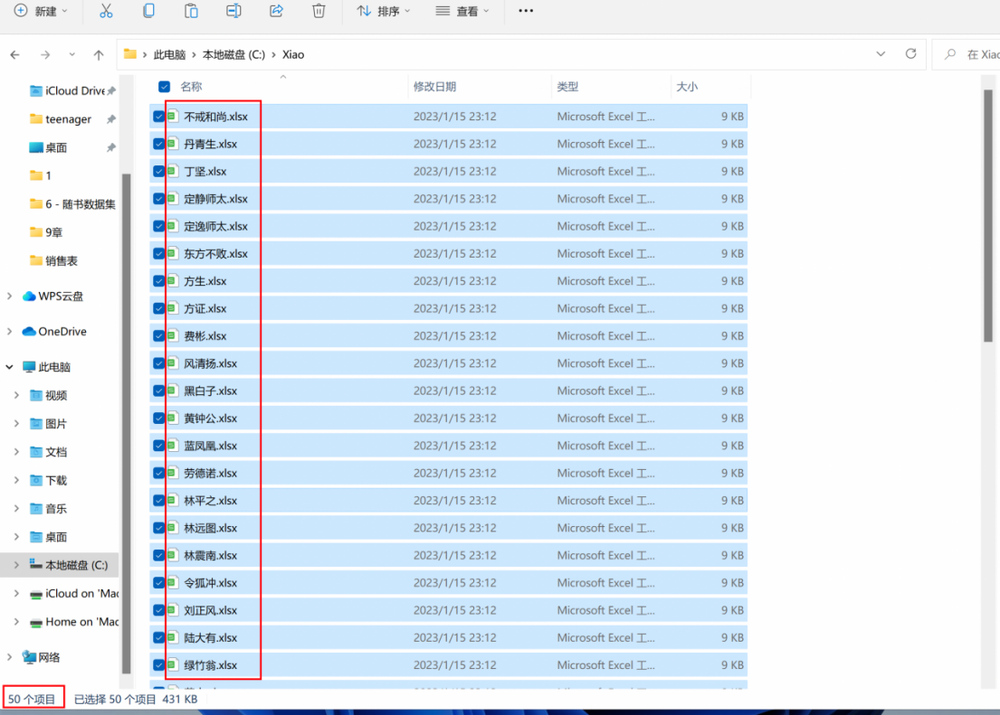 新建
排序
查看
此电脑 › 本地磁盘 (C:) › Xiao
在 Xiao
iCloud Drive
teenager
桌面
1
6 - 随书数据集
9章
销售表
WPS云盘
OneDrive
此电脑
视频
图片
文档
下载
音乐
桌面
本地磁盘 (C:)
iCloud on 'Mac
Home on 'Mac
网络
名称 修改日期 类型 大小
不戒和尚.xlsx 2023/1/15 23:12 Microsoft Excel 工... 9 KB
丹青生.xlsx 2023/1/15 23:12 Microsoft Excel 工... 9 KB
丁坚.xlsx 2023/1/15 23:12 Microsoft Excel 工... 9 KB
定静师太.xlsx 2023/1/15 23:12 Microsoft Excel 工... 9 KB
定逸师太.xlsx 2023/1/15 23:12 Microsoft Excel 工... 9 KB
东方不败.xlsx 2023/1/15 23:12 Microsoft Excel 工... 9 KB
方生.xlsx 2023/1/15 23:12 Microsoft Excel 工... 9 KB
方证.xlsx 2023/1/15 23:12 Microsoft Excel 工... 9 KB
费彬.xlsx 2023/1/15 23:12 Microsoft Excel 工... 9 KB
风清扬.xlsx 2023/1/15 23:12 Microsoft Excel 工... 9 KB
黑白子.xlsx 2023/1/15 23:12 Microsoft Excel 工... 9 KB
黄钟公.xlsx 2023/1/15 23:12 Microsoft Excel 工... 9 KB
蓝凤凰.xlsx 2023/1/15 23:12 Microsoft Excel 工... 9 KB
劳德诺.xlsx 2023/1/15 23:12 Microsoft Excel 工... 9 KB
林平之.xlsx 2023/1/15 23:12 Microsoft Excel 工... 9 KB
林远图.xlsx 2023/1/15 23:12 Microsoft Excel 工... 9 KB
林震南.xlsx 2023/1/15 23:12 Microsoft Excel 工... 9 KB
令狐冲.xlsx 2023/1/15 23:12 Microsoft Excel 工... 9 KB
刘正风.xlsx 2023/1/15 23:12 Microsoft Excel 工... 9 KB
陆大有.xlsx 2023/1/15 23:12 Microsoft Excel 工... 9 KB
绿竹翁.xlsx 2023/1/15 23:12 Microsoft Excel 工... 9 KB
50 个项目 已选择 50 个项目 431 KB